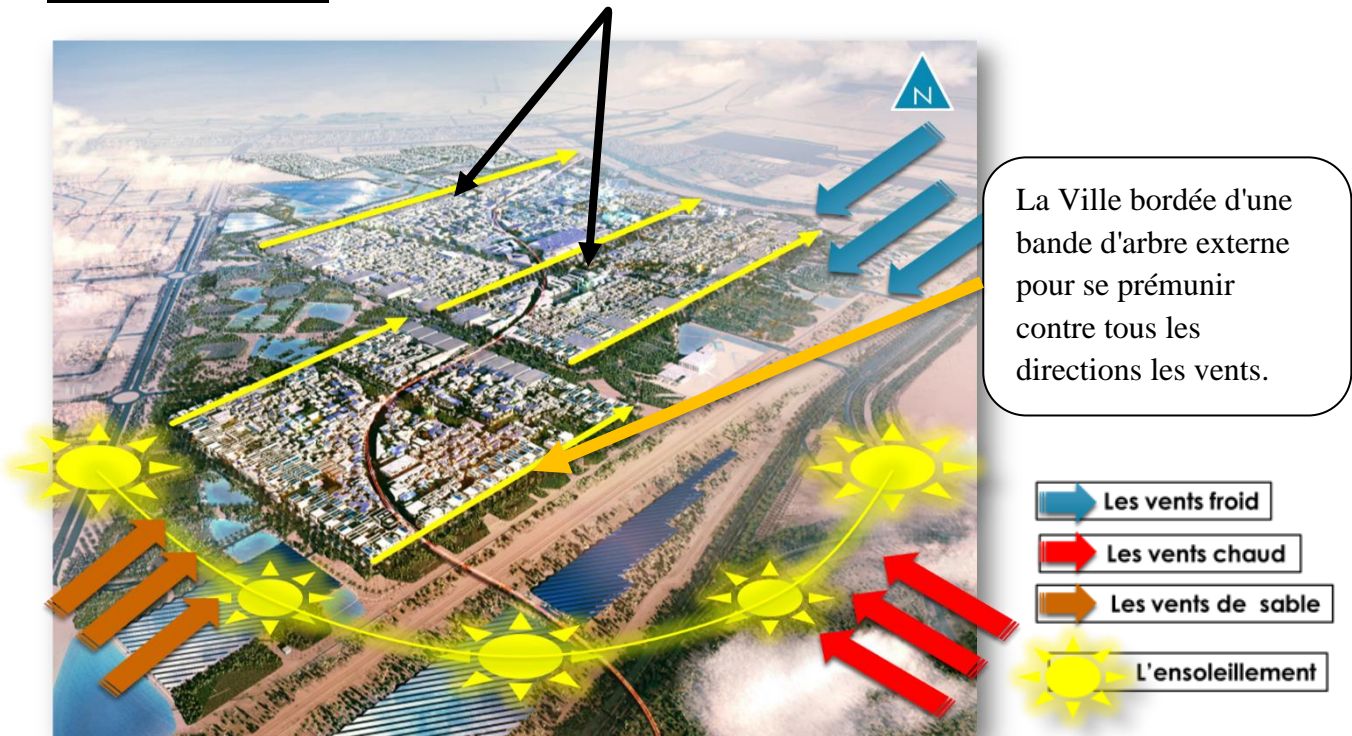 N
La Ville bordée d'une
bande d'arbre externe
pour se prémunir
contre tous les
directions les vents.
Les vents froid
Les vents chaud
Les vents de sable
L'ensoleillement